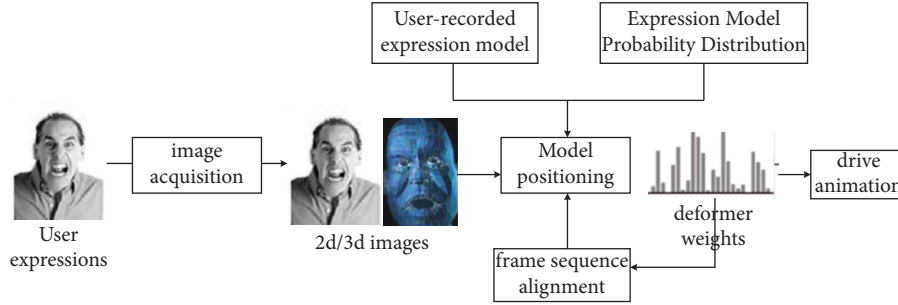 User-recorded
expression model
Expression Model
Probability Distribution
image
acquisition
Model
positioning
drive
animation
User
expressions
2d/3d images
deformer
weights
frame sequence
alignment